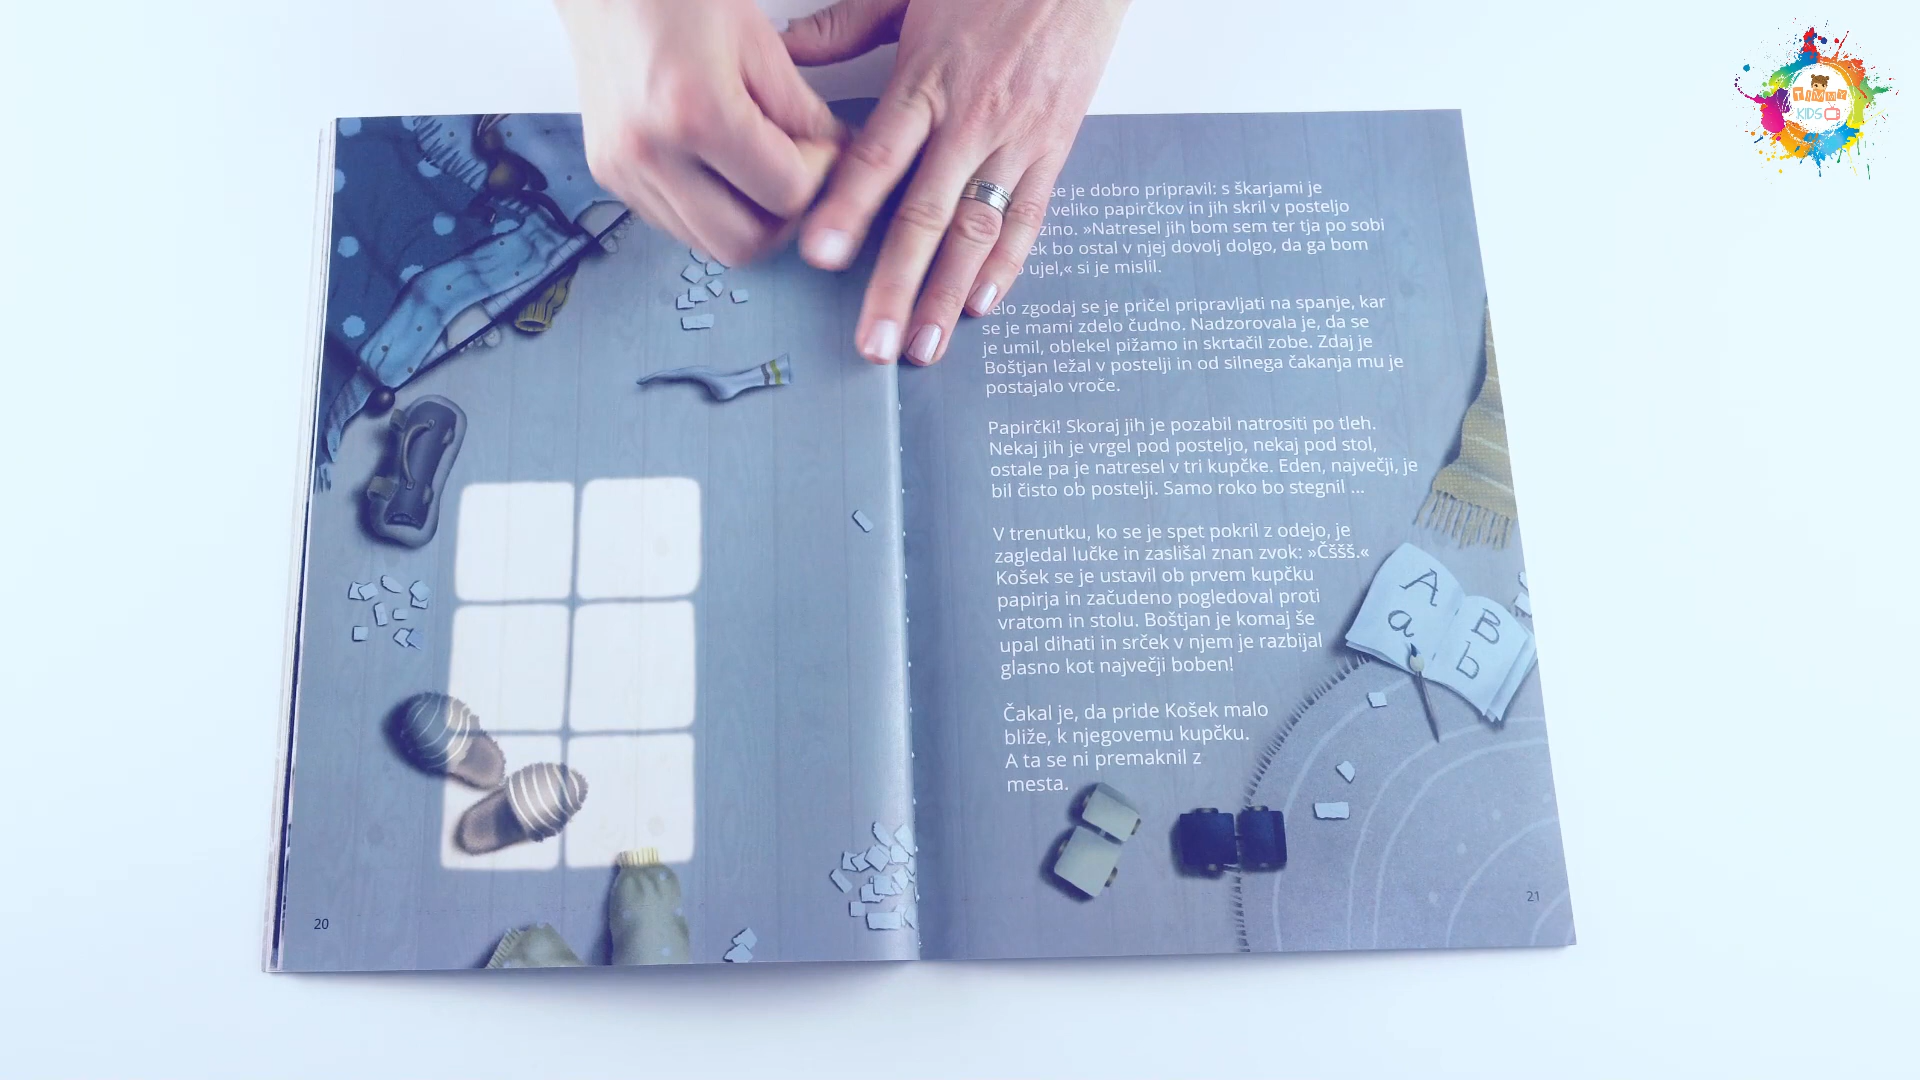 se je dobro pripravil: s škarjami je
veliko papirčkov in jih skril v posteljo
»Natresel jih bom sem ter tja po sobi
bo ostal v njej dovolj dolgo, da ga bom
ujel,« si je mislil.
zgodaj se je pričel pripravljati na spanje, kar
se je mami zdelo čudno. Nadzorovala je, da se
je umil, oblekel pižamo in skrtačil zobe. Zdaj je
Boštjan ležal v postelji in od silnega čakanja mu je
postajalo vroče.
Papirčki! Skoraj jih je pozabil natrositi po tleh.
Nekaj jih je vrgel pod posteljo, nekaj pod stol,
ostale pa je natresel v tri kupčke. Eden, največji, je
bil čisto ob postelji. Samo roko bo stegnil ...
V trenutku, ko se je spet pokril z odejo, je
zagledal lučke in zaslišal znan zvok: »Čššš.«
Košek se je ustavil ob prvem kupčku
papirja in začudeno pogledoval proti
vratom in stolu. Boštjan je komaj še
upal dihati in srček v njem je razbijal
glasno kot največji boben!
Čakal je, da pride Košek malo
bliže, k njegovemu kupčku.
A ta se ni premaknil z
mesta.
A B
a b
20
21
TIMMY
KIDS